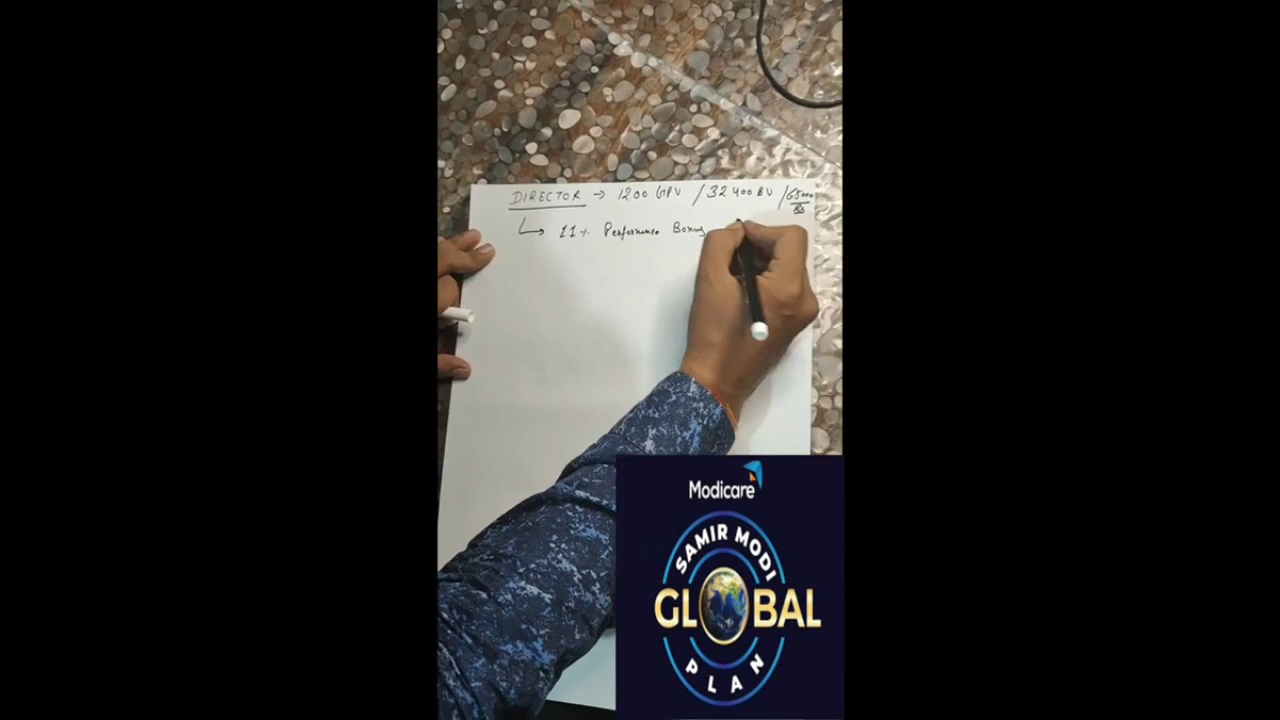 DIRECTOR → 1200 GPV / 32400 BV / 65000 Rs
↳ 11% Performance Bonus
Modicare
SAMIR MODI
GLOBAL
PLAN